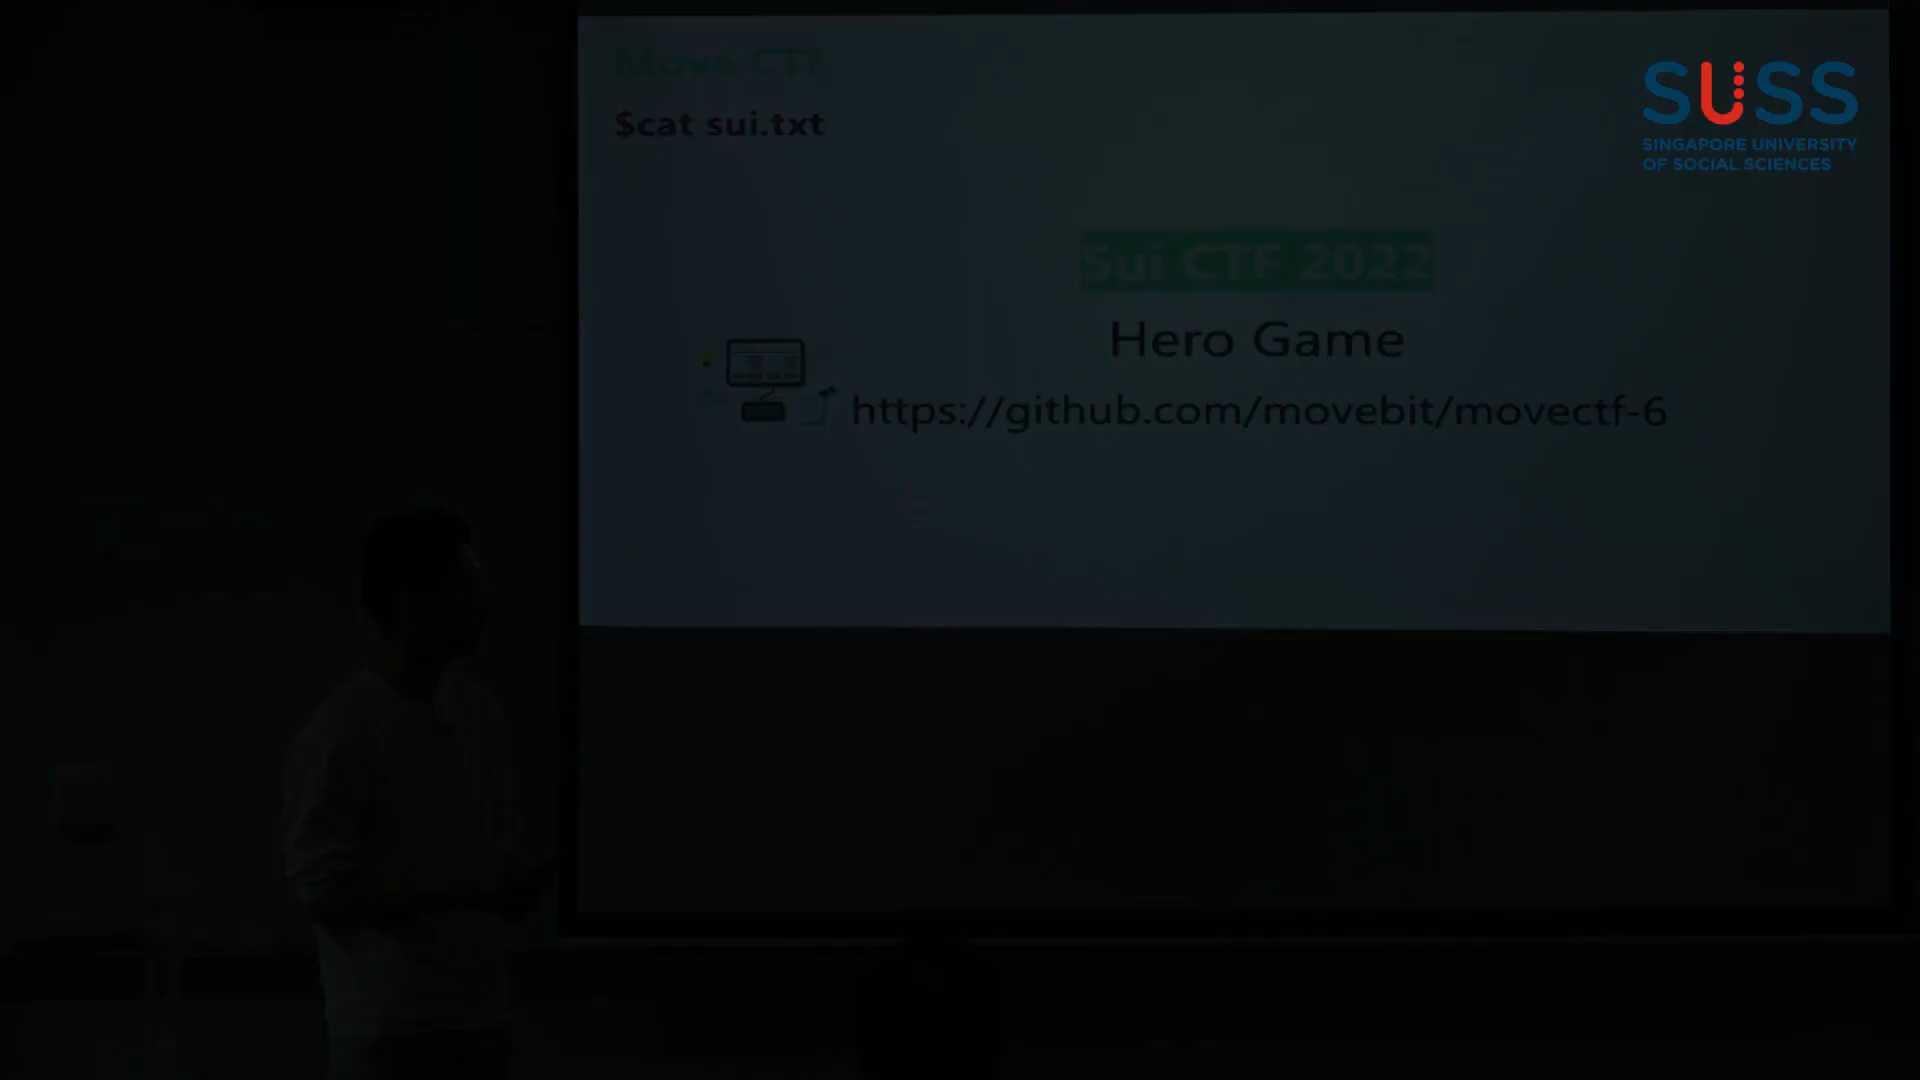 Move CTF
$cat sui.txt
SUSS
SINGAPORE UNIVERSITY
OF SOCIAL SCIENCES
Sui CTF 2022
Hero Game
https://github.com/movebit/movectf-6